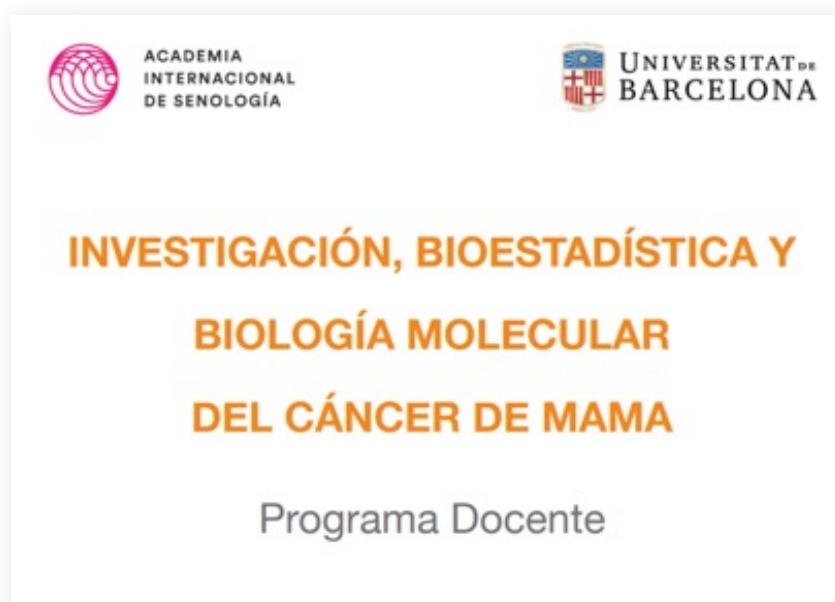 ACADEMIA
INTERNACIONAL
DE SENOLOGÍA
UNIVERSITAT DE
BARCELONA
INVESTIGACIÓN, BIOESTADÍSTICA Y
BIOLOGÍA MOLECULAR
DEL CÁNCER DE MAMA
Programa Docente